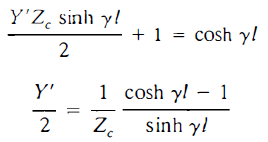 Y'Z_c sinh γl / 2 + 1 = cosh γl
Y' / 2 = 1 / Z_c cosh γl − 1 / sinh γl